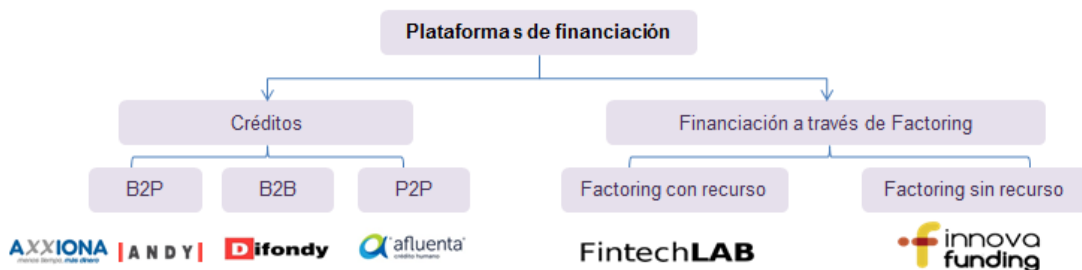 Plataformas de financiación
Créditos
Financiación a través de Factoring
B2P
B2B
P2P
Factoring con recurso
Factoring sin recurso
AXXIONA
menos tiempo, más dinero
|ANDY|
Difondy
afluenta
crédito humano
FintechLAB
innova
funding